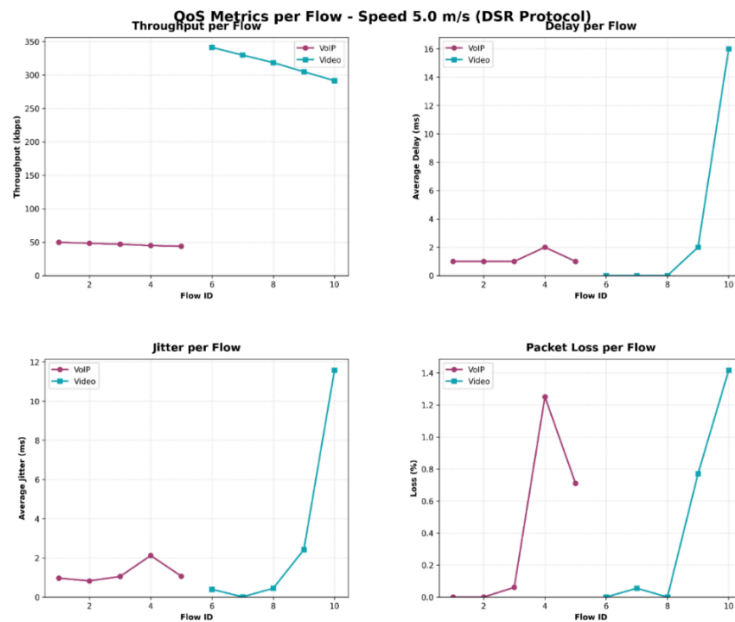 QoS Metrics per Flow - Speed 5.0 m/s (DSR Protocol)
Throughput per Flow
VoIP
Video
350
300
250
200
150
100
50
0
Throughput (kbps)
2 4 6 8 10
Flow ID
Delay per Flow
VoIP
Video
16
14
12
10
8
6
4
2
0
Average Delay (ms)
2 4 6 8 10
Flow ID
Jitter per Flow
VoIP
Video
12
10
8
6
4
2
0
Average Jitter (ms)
2 4 6 8 10
Flow ID
Packet Loss per Flow
VoIP
Video
1.4
1.2
1.0
0.8
0.6
0.4
0.2
0.0
Loss (%)
2 4 6 8 10
Flow ID